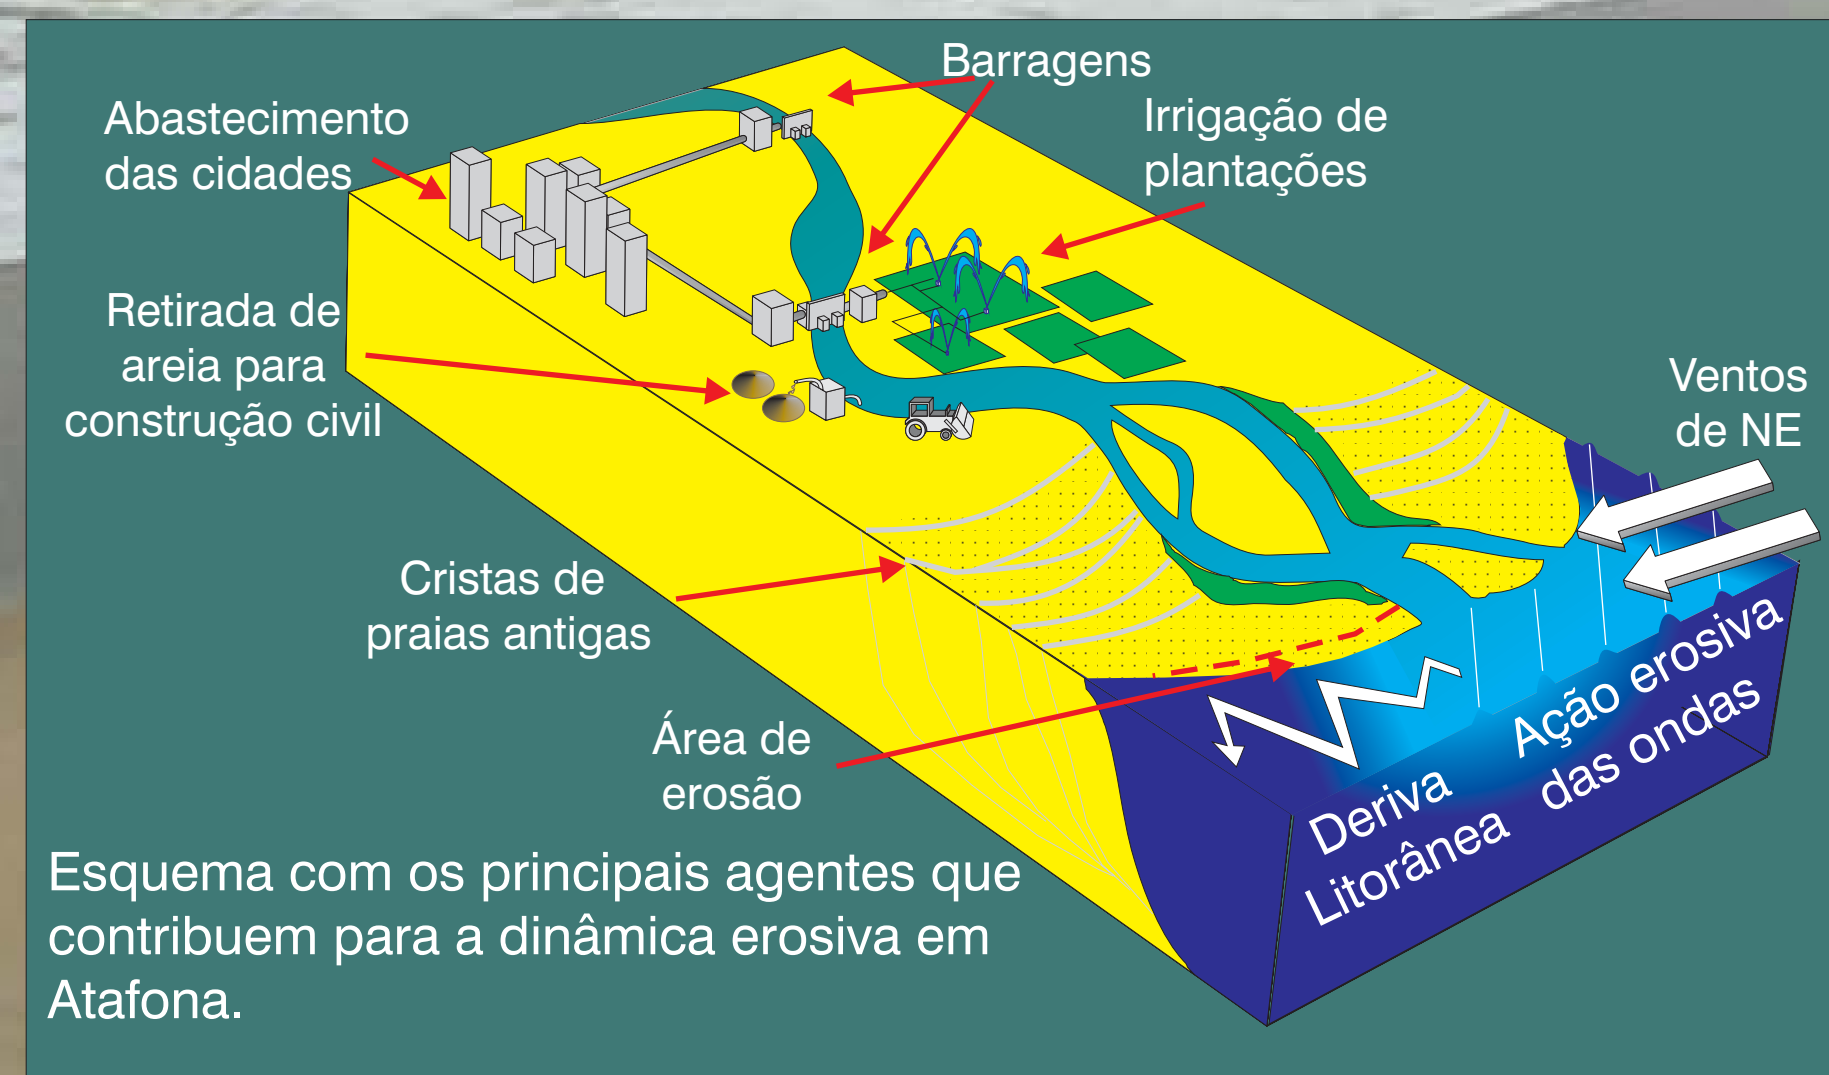 Barragens
Abastecimento
das cidades
Irrigação de
plantações
Retirada de
areia para
construção civil
Ventos
de NE
Cristas de
praias antigas
Área de
erosão
Deriva
Litorânea
Ação erosiva
das ondas
Esquema com os principais agentes que
contribuem para a dinâmica erosiva em
Atafona.